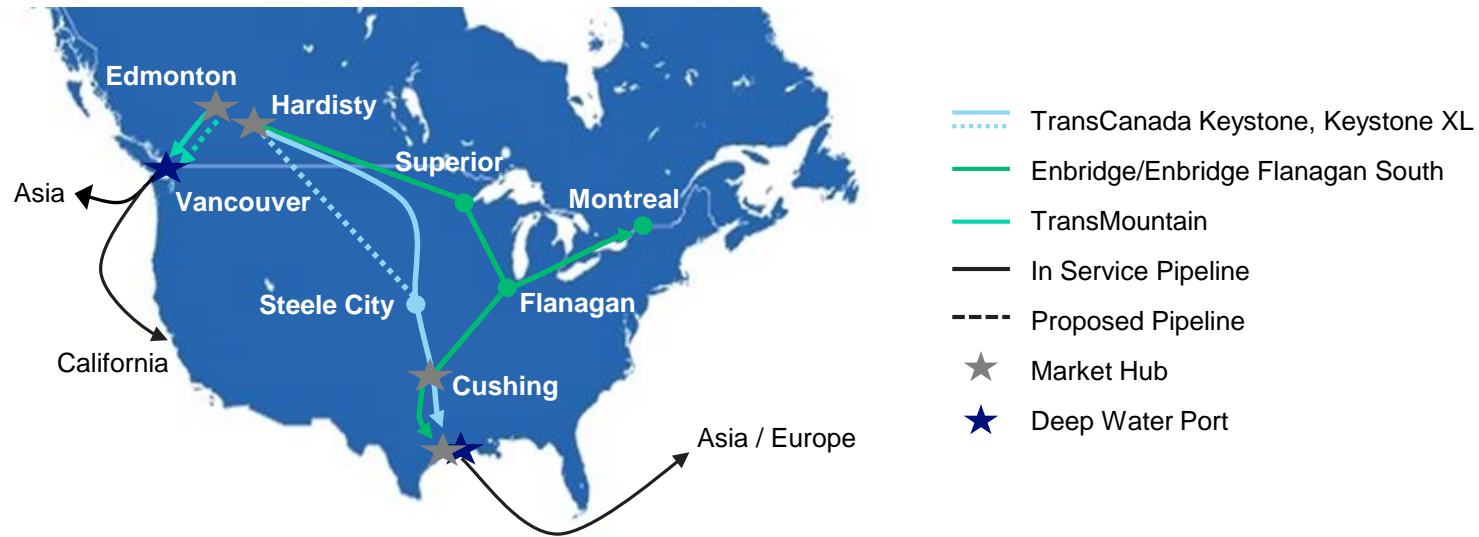 Edmonton
Hardisty
Superior
Montreal
Asia
Vancouver
Steele City
Flanagan
California
Cushing
Asia / Europe
TransCanada Keystone, Keystone XL
Enbridge/Enbridge Flanagan South
TransMountain
In Service Pipeline
Proposed Pipeline
Market Hub
Deep Water Port